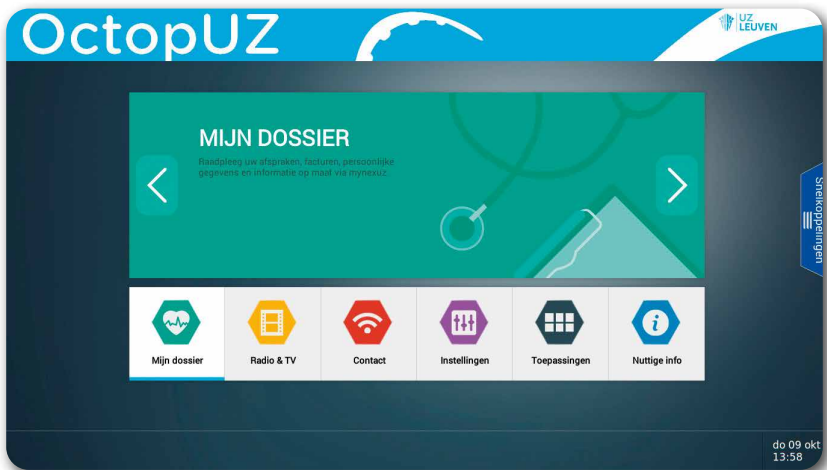 OctopUZ
UZ
LEUVEN
MIJN DOSSIER
Raadpleeg uw afspraken, facturen, persoonlijke
gegevens en informatie op maat via mynexuz.
Snelkoppelingen
Mijn dossier
Radio & TV
Contact
Instellingen
Toepassingen
Nuttige info
do 09 okt
13:58